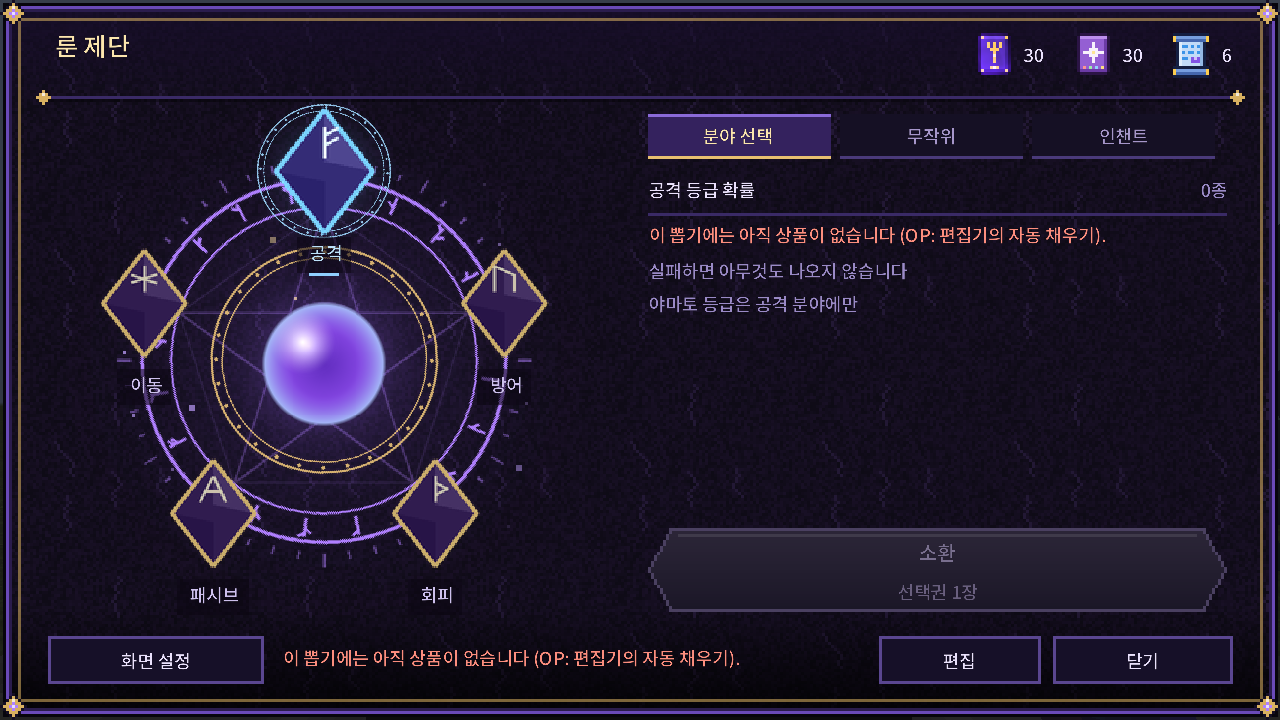 룬 제단
30
30
6
분야 선택
무작위
인챈트
공격 등급 확률
0종
이 뽑기에는 아직 상품이 없습니다 (OP: 편집기의 자동 채우기).
실패하면 아무것도 나오지 않습니다
야마토 등급은 공격 분야에만
공격
이동
방어
패시브
회피
소환
선택권 1장
화면 설정
이 뽑기에는 아직 상품이 없습니다 (OP: 편집기의 자동 채우기).
편집
닫기